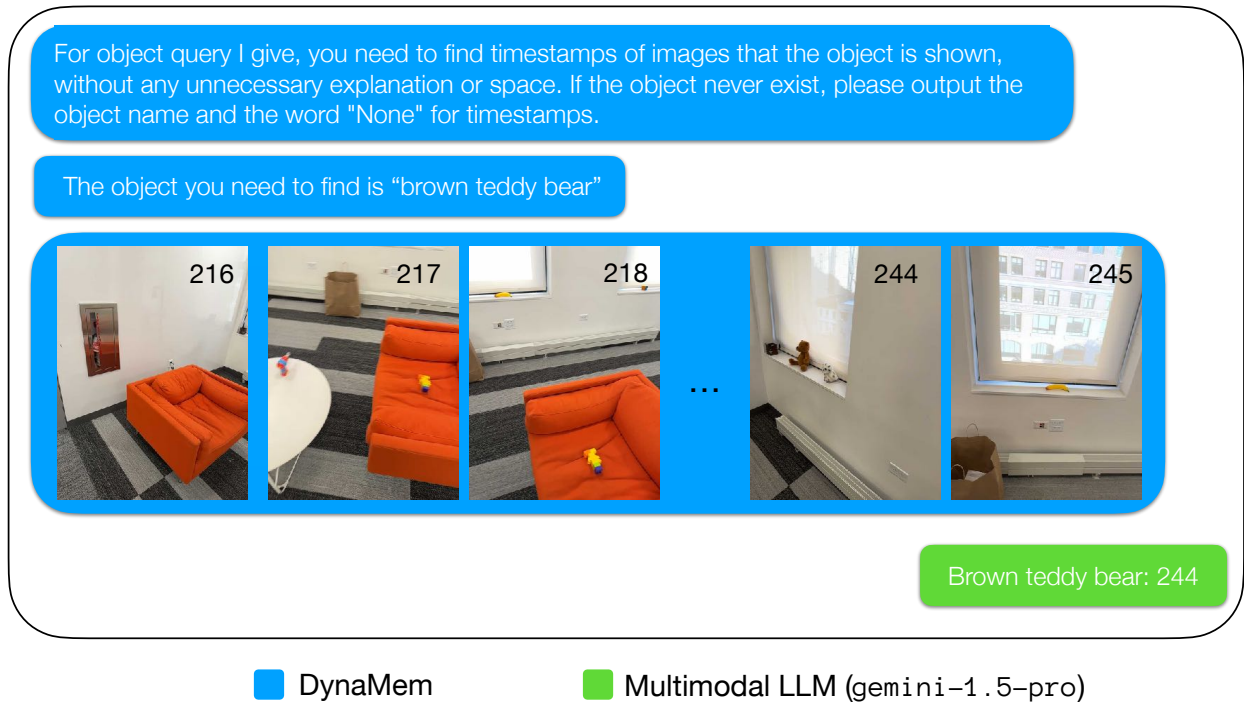 For object query I give, you need to find timestamps of images that the object is shown,
without any unnecessary explanation or space. If the object never exist, please output the
object name and the word "None" for timestamps.
The object you need to find is “brown teddy bear”
216
217
218
...
244
245
Brown teddy bear: 244
DynaMem
Multimodal LLM (gemini-1.5-pro)